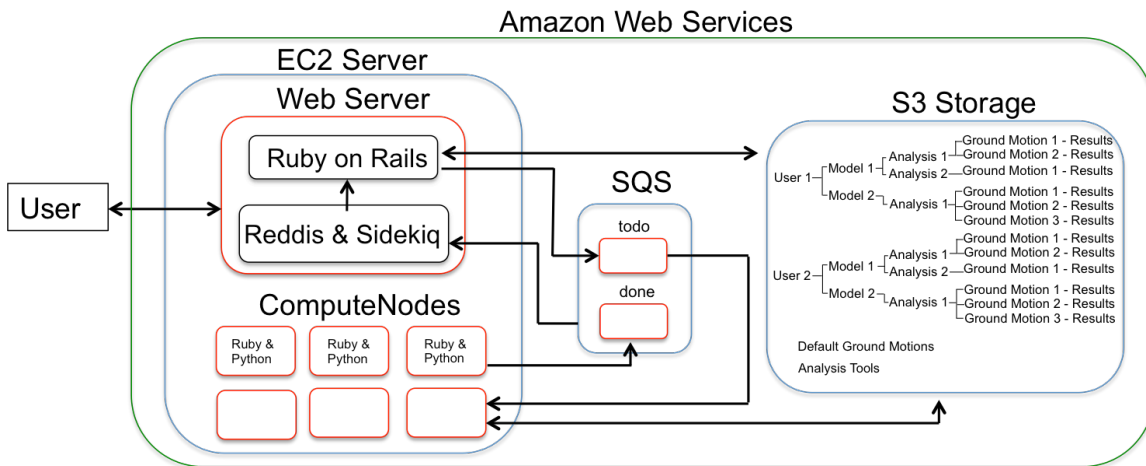 Amazon Web Services
EC2 Server
Web Server
Ruby on Rails
Reddis & Sidekiq
User
ComputeNodes
Ruby &
Python
Ruby &
Python
Ruby &
Python
SQS
todo
done
S3 Storage
User 1
Model 1
Analysis 1
Ground Motion 1 - Results
Ground Motion 2 - Results
Analysis 2
Ground Motion 1 - Results
Model 2
Analysis 1
Ground Motion 1 - Results
Ground Motion 2 - Results
Ground Motion 3 - Results
User 2
Model 1
Analysis 1
Ground Motion 1 - Results
Ground Motion 2 - Results
Analysis 2
Ground Motion 1 - Results
Model 2
Analysis 1
Ground Motion 1 - Results
Ground Motion 2 - Results
Ground Motion 3 - Results
Default Ground Motions
Analysis Tools